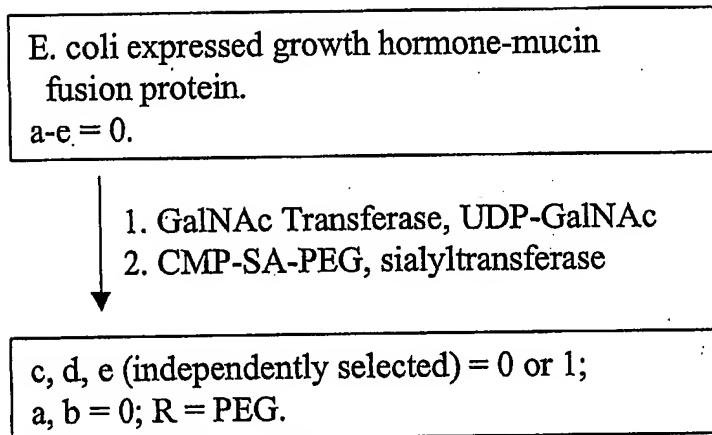 E. coli expressed growth hormone-mucin
fusion protein.
a-e = 0.
1. GalNAc Transferase, UDP-GalNAc
2. CMP-SA-PEG, sialyltransferase
c, d, e (independently selected) = 0 or 1;
a, b = 0; R = PEG.